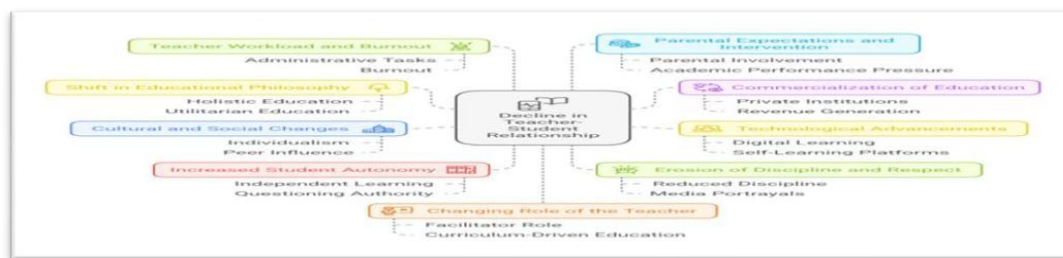 Teacher Workload and Burnout
Administrative Tasks
Burnout
Shift in Educational Philosophy
Holistic Education
Utilitarian Education
Cultural and Social Changes
Individualism
Peer Influence
Increased Student Autonomy
Independent Learning
Questioning Authority
Decline in
Teacher-
Student
Relationship
Parental Expectations and
Intervention
Parental Involvement
Academic Performance Pressure
Commercialization of Education
Private Institutions
Revenue Generation
Technological Advancements
Digital Learning
Self-Learning Platforms
Erosion of Discipline and Respect
Reduced Discipline
Media Portrayals
Changing Role of the Teacher
Facilitator Role
Curriculum-Driven Education